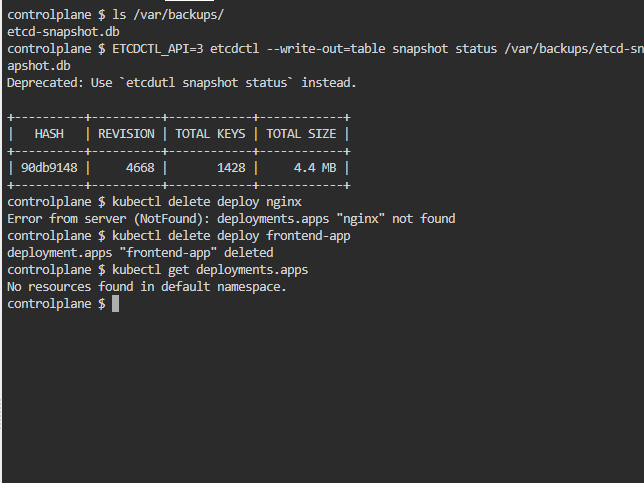 controlplane $ ls /var/backups/
etcd-snapshot.db
controlplane $ ETCDCTL_API=3 etcdctl --write-out=table snapshot status /var/backups/etcd-sn
apshot.db
Deprecated: Use `etcdutl snapshot status` instead.

+----------+----------+------------+------------+
|   HASH   | REVISION | TOTAL KEYS | TOTAL SIZE |
+----------+----------+------------+------------+
| 90db9148 |     4668 |       1428 |     4.4 MB |
+----------+----------+------------+------------+
controlplane $ kubectl delete deploy nginx
Error from server (NotFound): deployments.apps "nginx" not found
controlplane $ kubectl delete deploy frontend-app
deployment.apps "frontend-app" deleted
controlplane $ kubectl get deployments.apps
No resources found in default namespace.
controlplane $